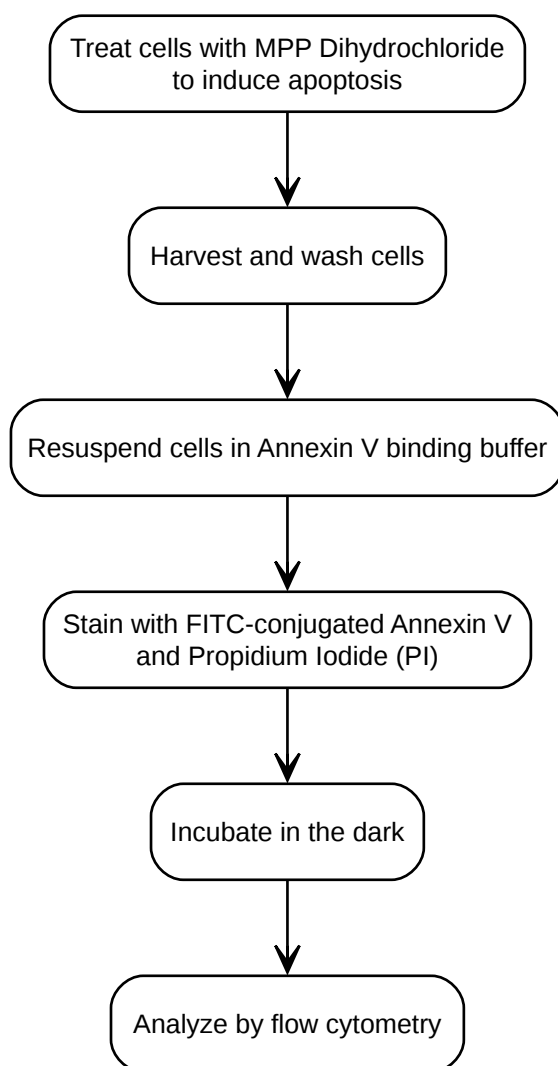 Treat cells with MPP Dihydrochloride
to induce apoptosis
Harvest and wash cells
Resuspend cells in Annexin V binding buffer
Stain with FITC-conjugated Annexin V
and Propidium Iodide (PI)
Incubate in the dark
Analyze by flow cytometry